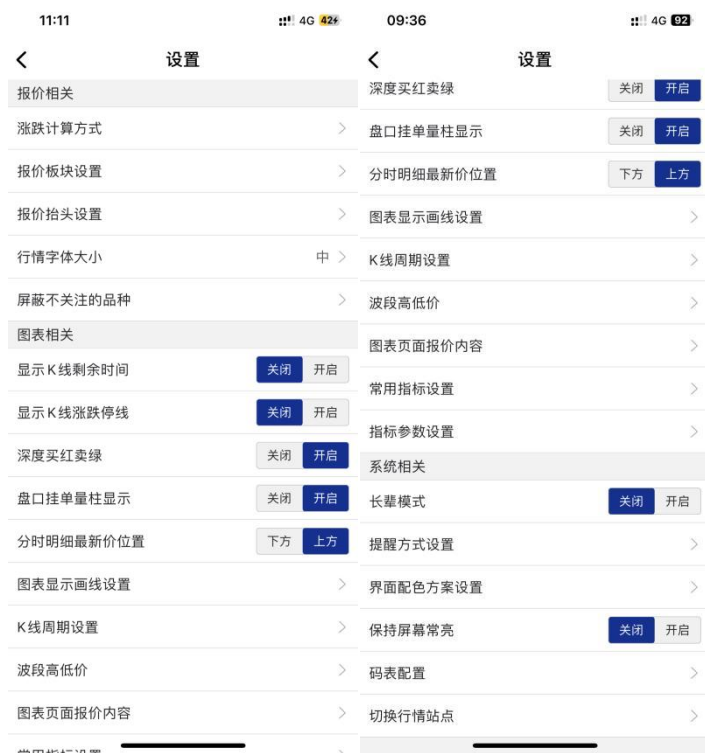 11:11 4G 42
设置
报价相关
涨跌计算方式
报价板块设置
报价抬头设置
行情字体大小 中
屏蔽不关注的品种
图表相关
显示K线剩余时间 关闭 开启
显示K线涨跌停线 关闭 开启
深度买红卖绿 关闭 开启
盘口挂单量柱显示 关闭 开启
分时明细最新价位置 下方 上方
图表显示画线设置
K线周期设置
波段高低价
图表页面报价内容
常用指标设置
09:36 4G 92
设置
深度买红卖绿 关闭 开启
盘口挂单量柱显示 关闭 开启
分时明细最新价位置 下方 上方
图表显示画线设置
K线周期设置
波段高低价
图表页面报价内容
常用指标设置
指标参数设置
系统相关
长辈模式 关闭 开启
提醒方式设置
界面配色方案设置
保持屏幕常亮 关闭 开启
码表配置
切换行情站点